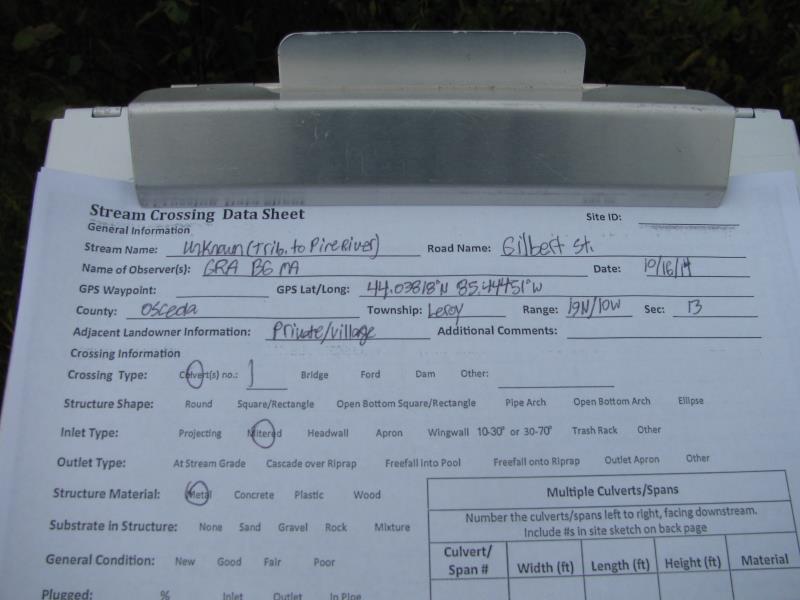 Stream Crossing Data Sheet
Site ID:
General Information
Stream Name: Unknown (Trib. to Pine River) Road Name: Gilbert St.
Name of Observer(s): GRA BG MA Date: 10/16/14
GPS Waypoint: GPS Lat/Long: 44.03818°N 85.44451°W
County: Osceola Township: Leroy Range: 19N/10W Sec: 13
Adjacent Landowner Information: Private/village Additional Comments:
Crossing Information
Crossing Type: Culvert(s) no.: 1 Bridge Ford Dam Other:
Structure Shape: Round Square/Rectangle Open Bottom Square/Rectangle Pipe Arch Open Bottom Arch Ellipse
Inlet Type: Projecting Mitered Headwall Apron Wingwall 10-30° or 30-70° Trash Rack Other
Outlet Type: At Stream Grade Cascade over Riprap Freefall into Pool Freefall onto Riprap Outlet Apron Other
Structure Material: Metal Concrete Plastic Wood
Multiple Culverts/Spans
Number the culverts/spans left to right, facing downstream.
Include #s in site sketch on back page
Substrate in Structure: None Sand Gravel Rock Mixture
Culvert/ Span # Width (ft) Length (ft) Height (ft) Material
General Condition: New Good Fair Poor
Plugged: % Inlet Outlet In Pipe